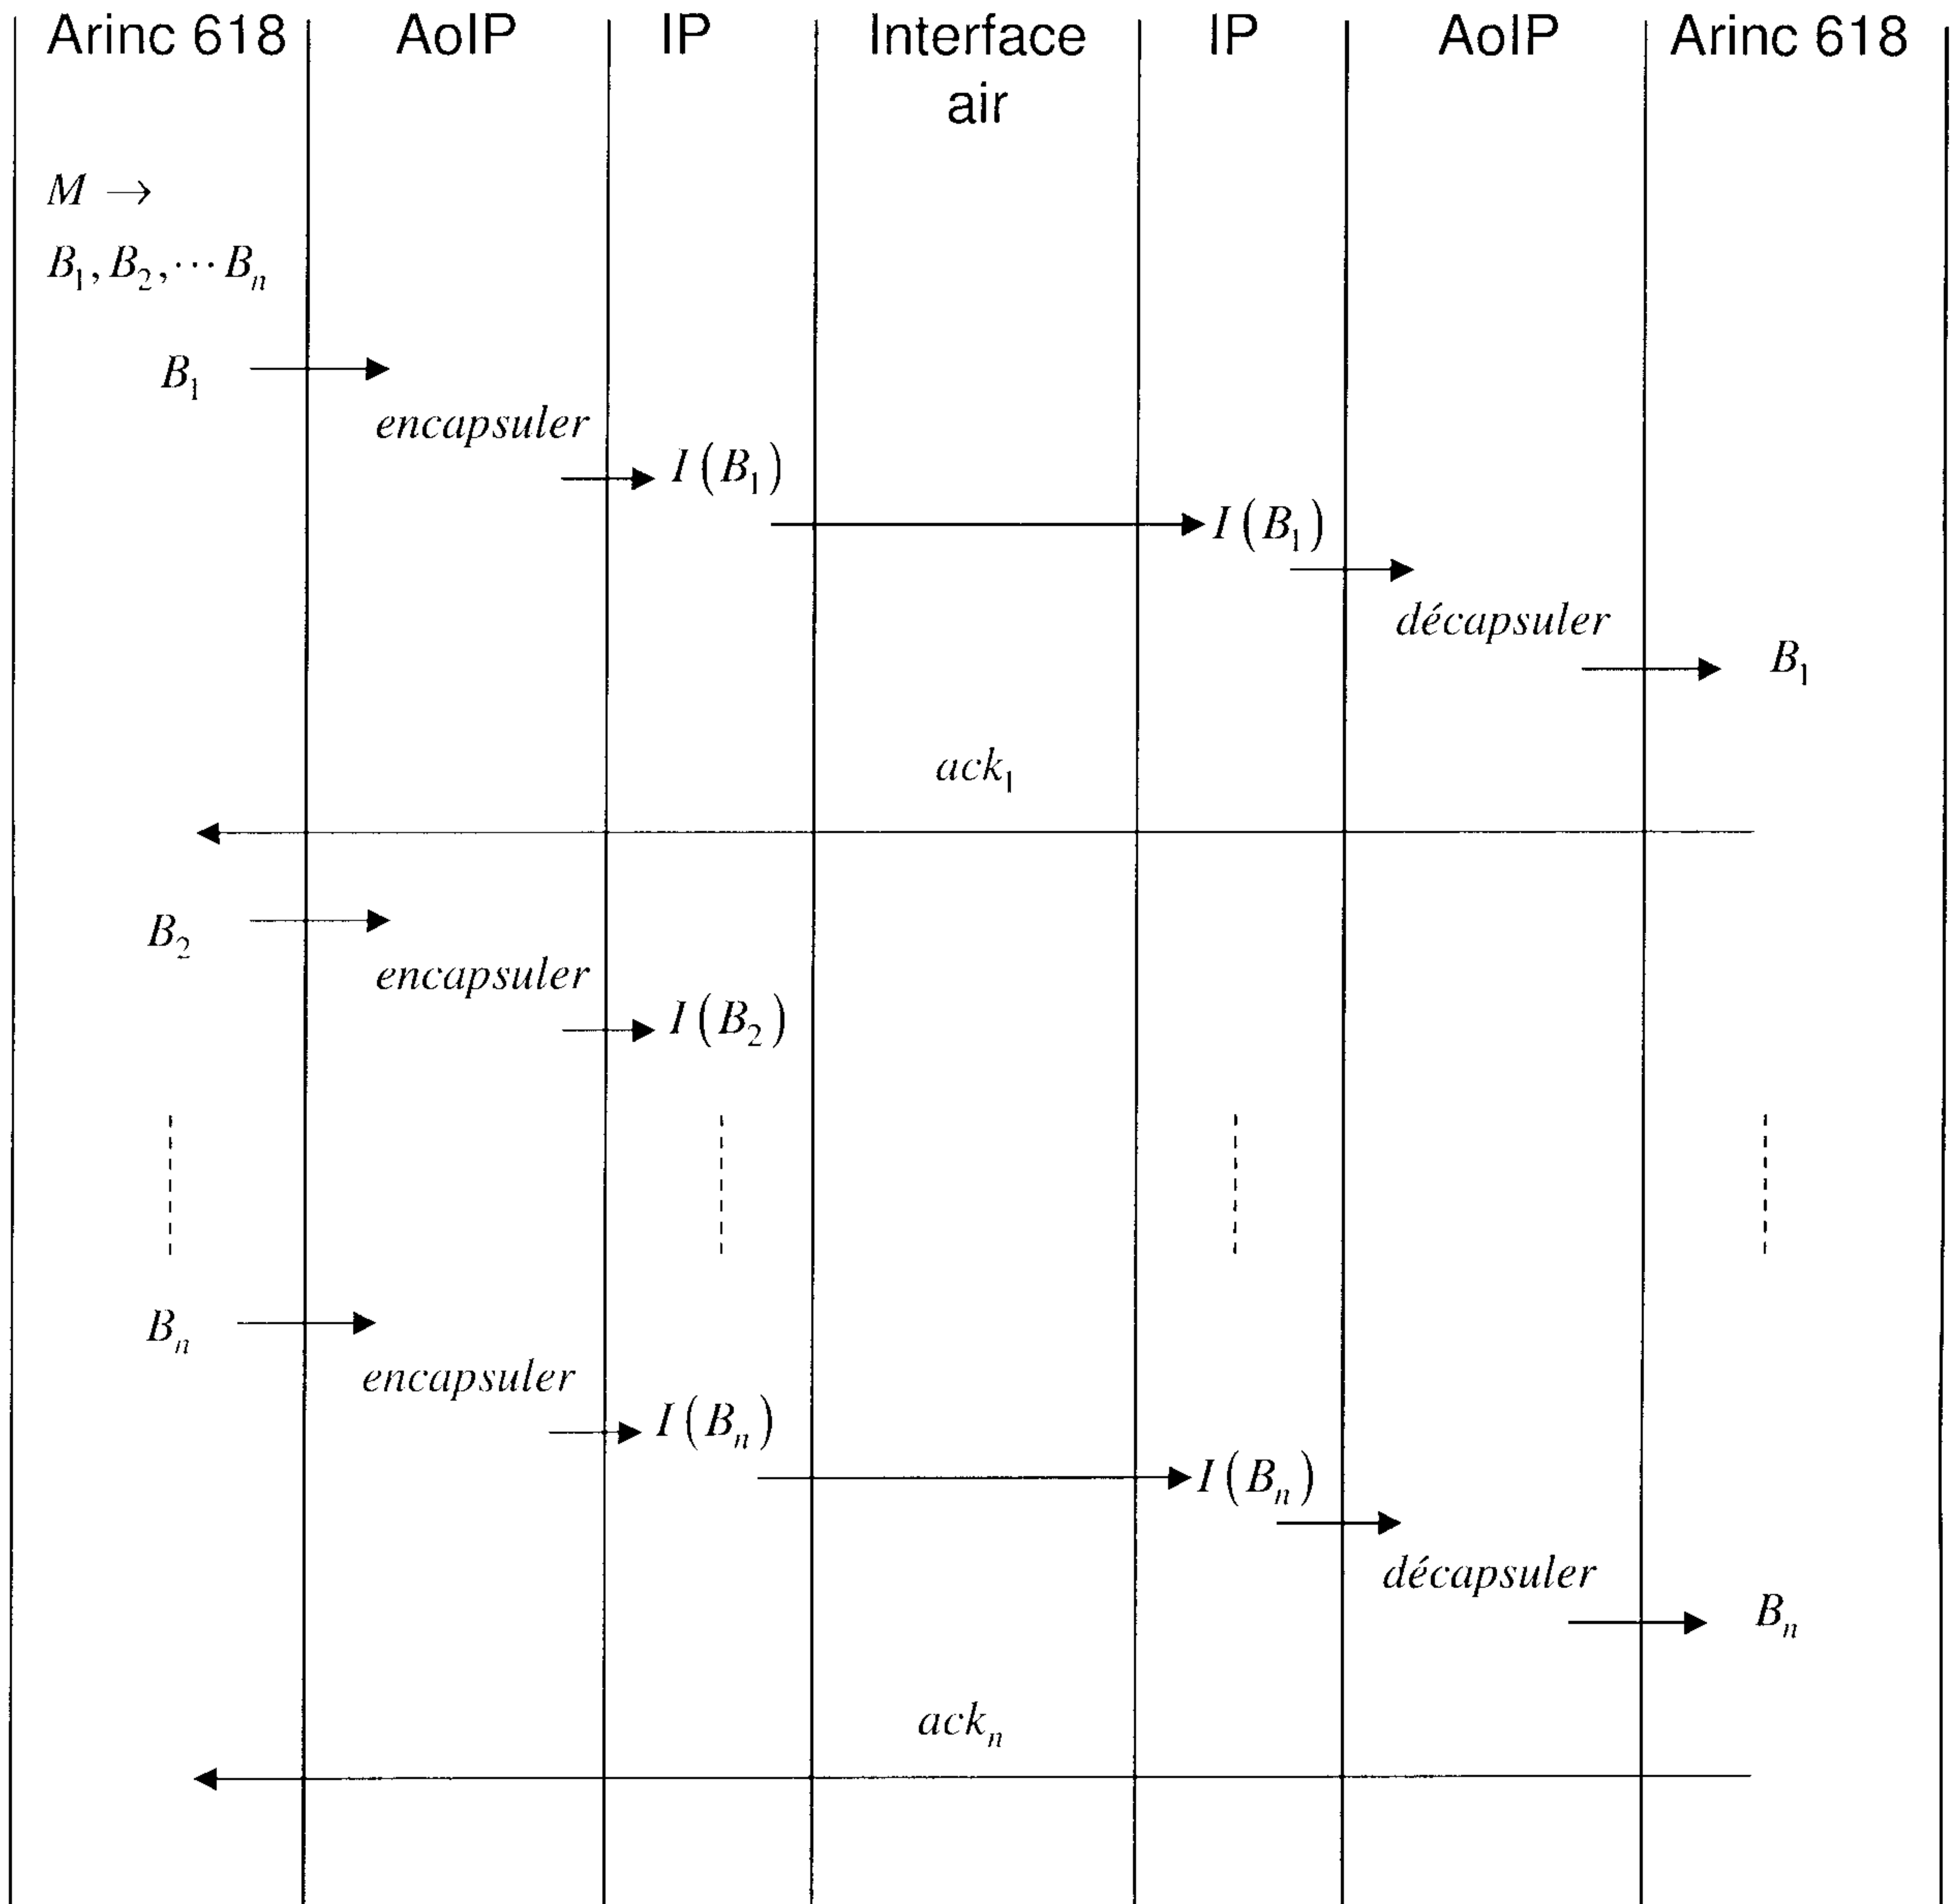 Arinc 618 AoIP IP Interface air IP AoIP Arinc 618
M →
B₁, B₂, ⋯ Bₙ
B₁
encapsuler
I(B₁)
I(B₁)
décapsuler
B₁
ack₁
B₂
encapsuler
I(B₂)
Bₙ
encapsuler
I(Bₙ)
I(Bₙ)
décapsuler
Bₙ
ackₙ